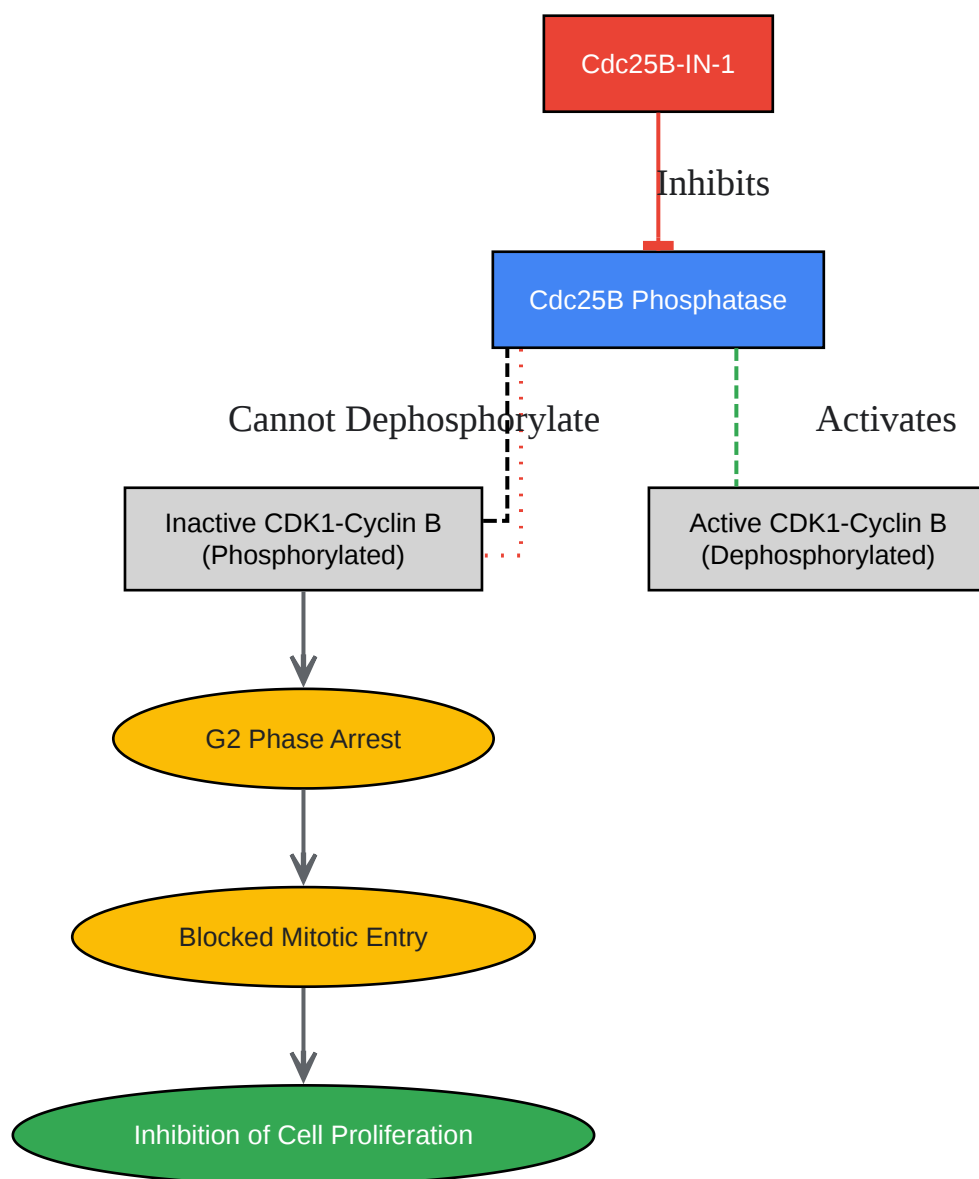 Cdc25B-IN-1
Inhibits
Cdc25B Phosphatase
Cannot Dephosphorylate
Activates
Inactive CDK1-Cyclin B
(Phosphorylated)
Active CDK1-Cyclin B
(Dephosphorylated)
G2 Phase Arrest
Blocked Mitotic Entry
Inhibition of Cell Proliferation